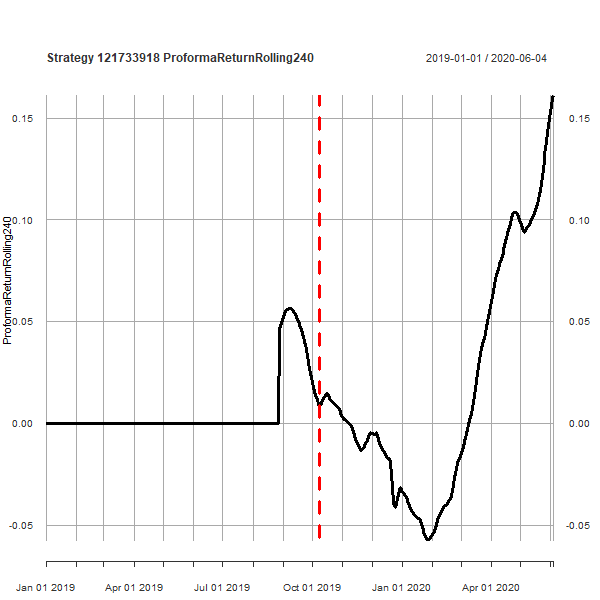 Strategy 121733918 ProformaReturnRolling240
2019-01-01 / 2020-06-04
ProformaReturnRolling240
0.15
0.15
0.10
0.10
0.05
0.05
0.00
0.00
-0.05
-0.05
Jan 01 2019
Apr 01 2019
Jul 01 2019
Oct 01 2019
Jan 01 2020
Apr 01 2020